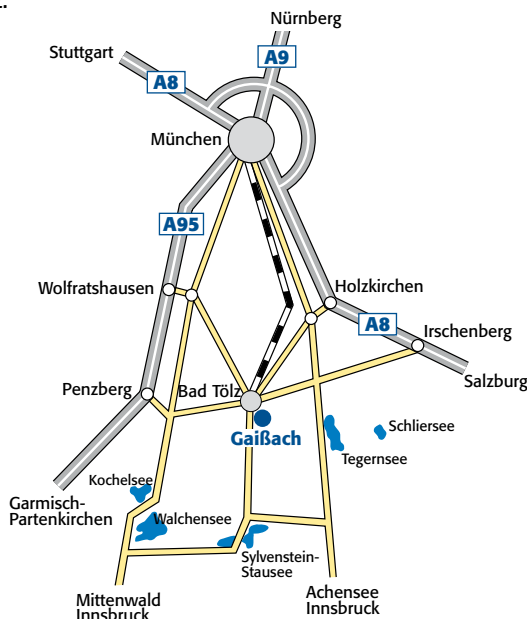 Nürnberg
Stuttgart
A9
A8
München
A95
Wolfratshausen
Holzkirchen
A8
Irschenberg
Salzburg
Penzberg
Bad Tölz
Gaißach
Schliersee
Tegernsee
Kochelsee
Garmisch-
Partenkirchen
Walchensee
Sylvenstein-
Stausee
Achensee
Innsbruck
Mittenwald
Innsbruck